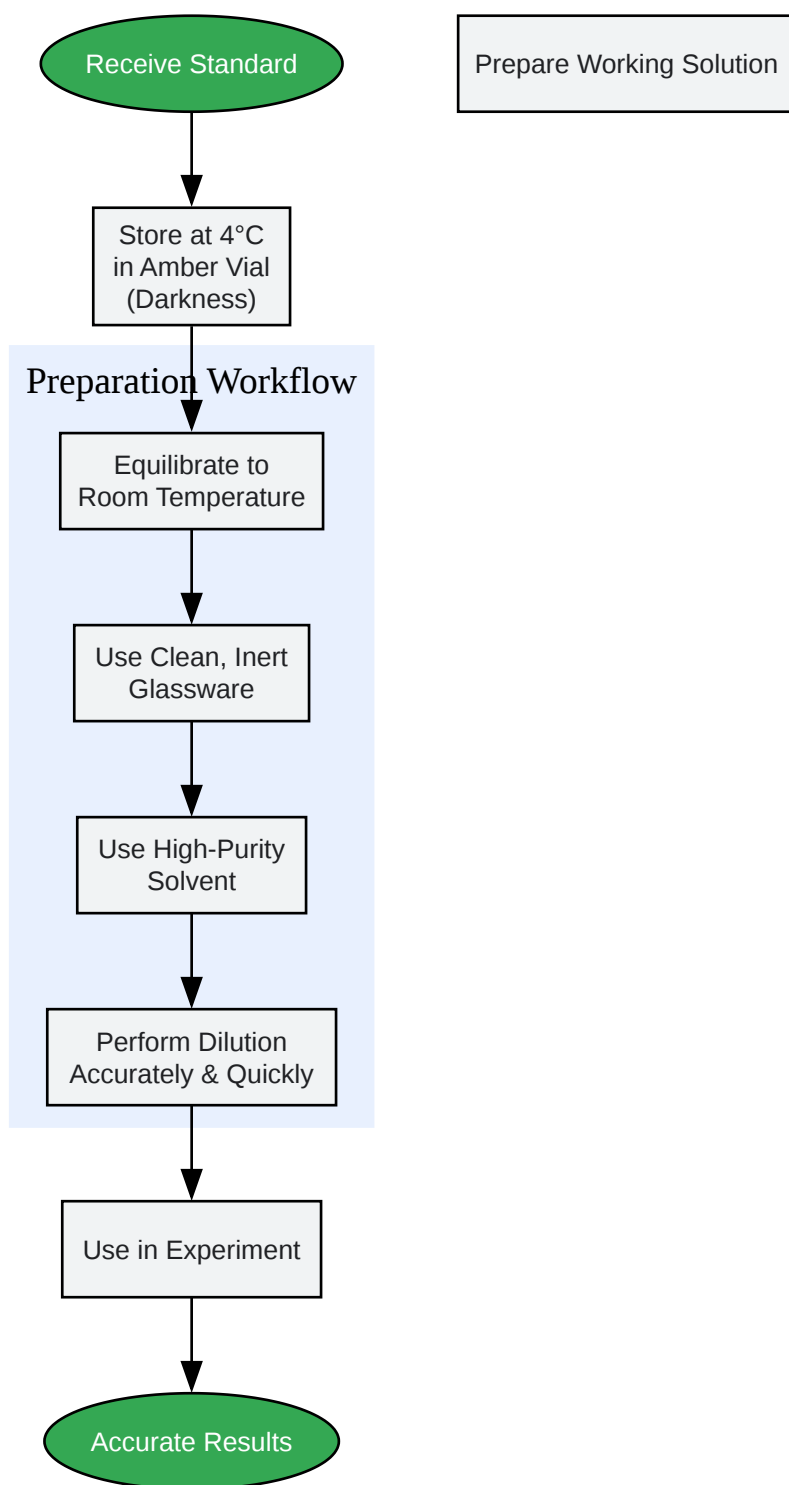 Receive Standard
Prepare Working Solution
Store at 4°C
in Amber Vial
(Darkness)
Preparation Workflow
Equilibrate to
Room Temperature
Use Clean, Inert
Glassware
Use High-Purity
Solvent
Perform Dilution
Accurately & Quickly
Use in Experiment
Accurate Results